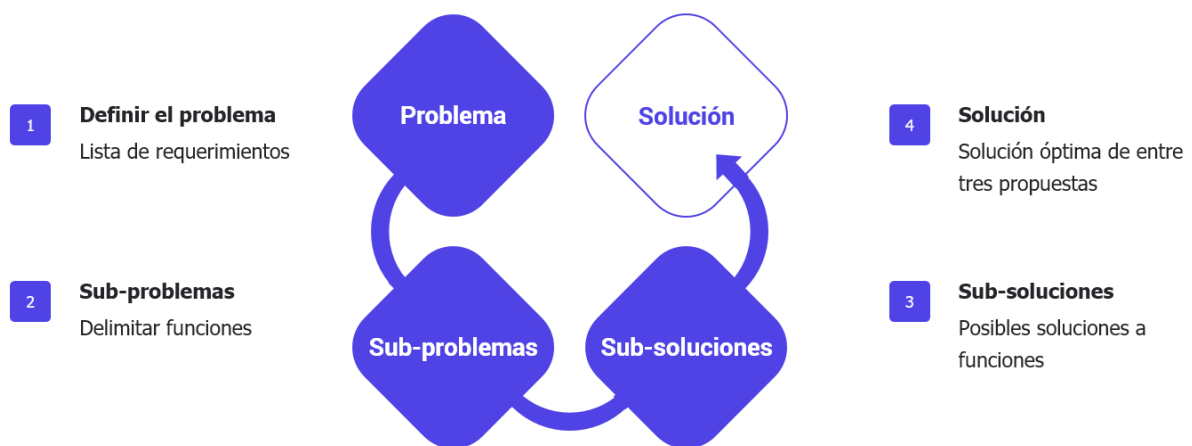 1
Definir el problema
Lista de requerimientos
2
Sub-problemas
Delimitar funciones
Problema
Solución
Sub-problemas
Sub-soluciones
4
Solución
Solución óptima de entre
tres propuestas
3
Sub-soluciones
Posibles soluciones a
funciones